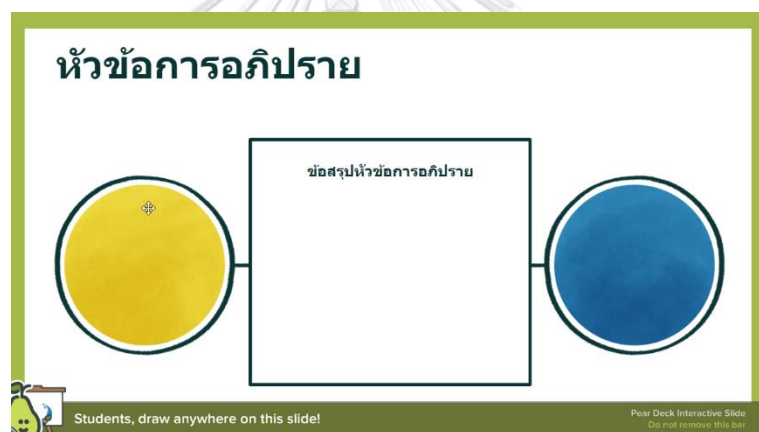 หัวข้อการอภิปราย
ข้อสรุปหัวข้อการอภิปราย
Students, draw anywhere on this slide!
Pear Deck Interactive Slide
Do not remove this bar